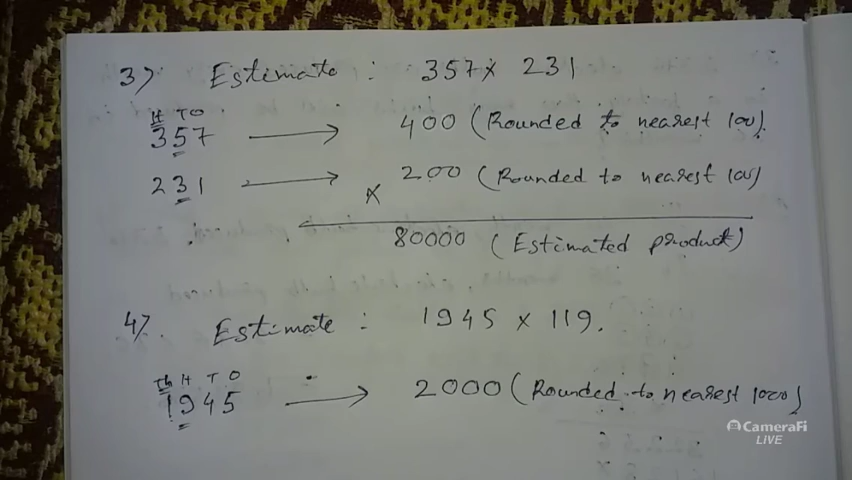 3) Estimate : 357 x 231
H T O
357 → 400 (Rounded to nearest 100).
231 → x 200 (Rounded to nearest 100)
80000 (Estimated product)
4) Estimate : 1945 x 119.
Th H T O
1945 → 2000 (Rounded to nearest 1000)
CameraFi
LIVE